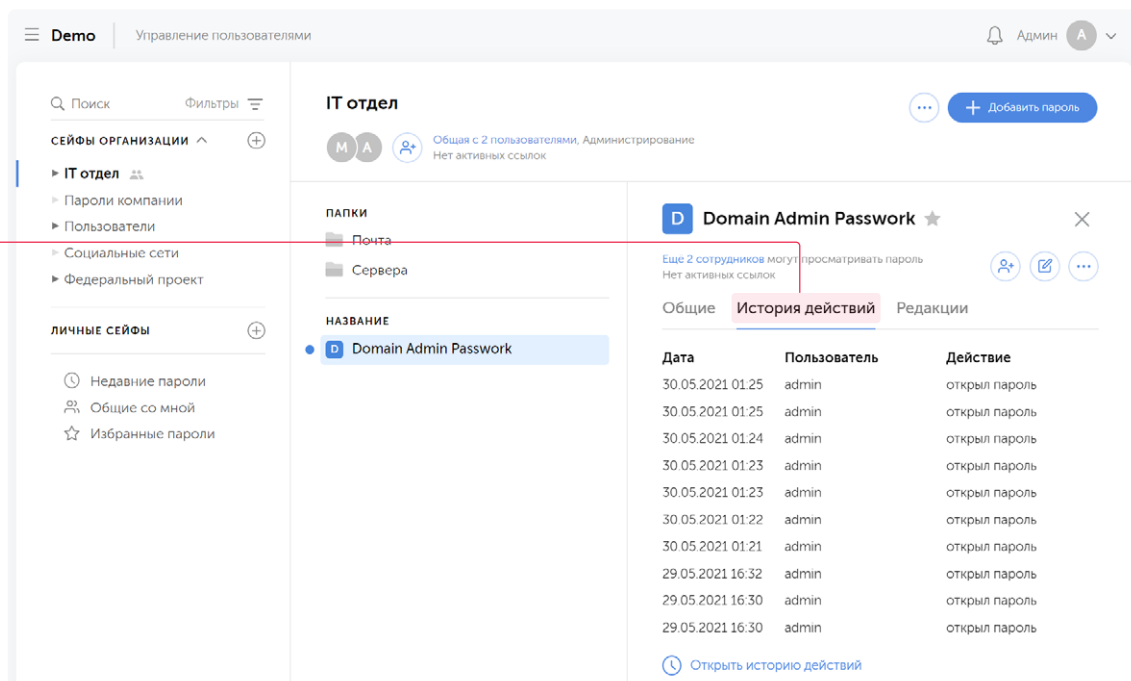 Demo
Управление пользователями
Админ
A
Поиск
Фильтры
СЕЙФЫ ОРГАНИЗАЦИИ
IT отдел
Пароли компании
Пользователи
Социальные сети
Федеральный проект
ЛИЧНЫЕ СЕЙФЫ
Недавние пароли
Общие со мной
Избранные пароли
IT отдел
Добавить пароль
M A
Общая с 2 пользователями, Администрирование
Нет активных ссылок
ПАПКИ
Почта
Сервера
НАЗВАНИЕ
D Domain Admin Passwork
D Domain Admin Passwork
Еще 2 сотрудников могут просматривать пароль
Нет активных ссылок
Общие История действий Редакции
Дата Пользователь Действие
30.05.2021 01:25 admin открыл пароль
30.05.2021 01:25 admin открыл пароль
30.05.2021 01:24 admin открыл пароль
30.05.2021 01:23 admin открыл пароль
30.05.2021 01:23 admin открыл пароль
30.05.2021 01:22 admin открыл пароль
30.05.2021 01:21 admin открыл пароль
29.05.2021 16:32 admin открыл пароль
29.05.2021 16:30 admin открыл пароль
29.05.2021 16:30 admin открыл пароль
Открыть историю действий